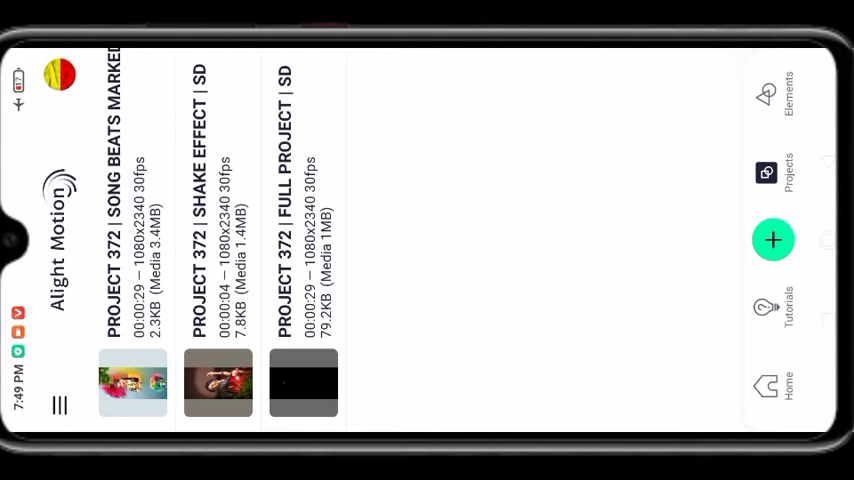 7:49 PM
17
Alight Motion
PROJECT 372 | SONG BEATS MARKED
00:00:29 — 1080x2340 30fps
2.3KB (Media 3.4MB)
PROJECT 372 | SHAKE EFFECT | SD
00:00:04 — 1080x2340 30fps
7.8KB (Media 1.4MB)
PROJECT 372 | FULL PROJECT | SD
00:00:29 — 1080x2340 30fps
79.2KB (Media 1MB)
Home
Tutorials
Projects
Elements